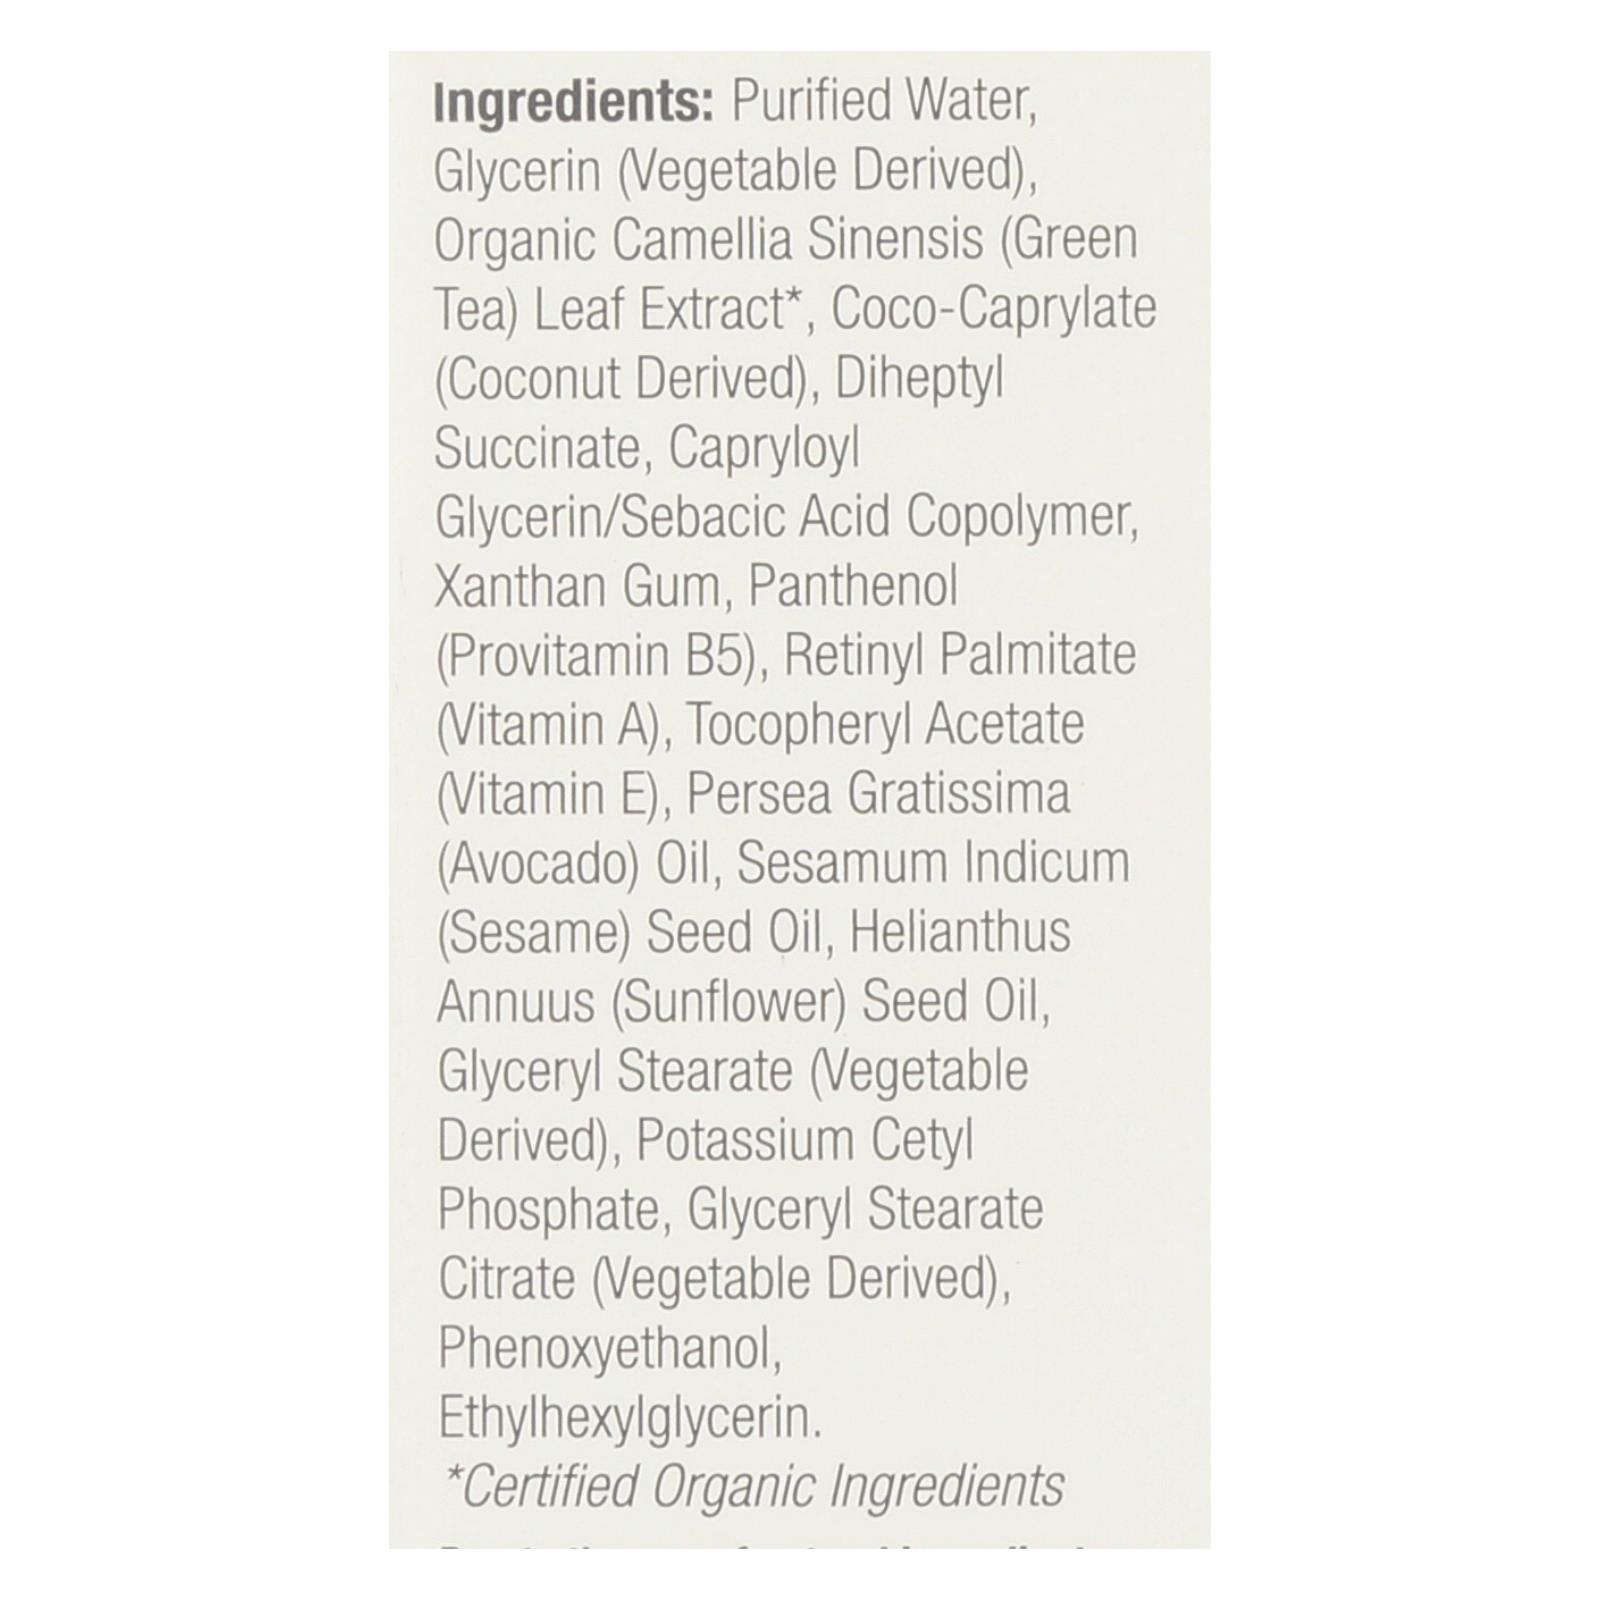 Ingredients: Purified Water,
Glycerin (Vegetable Derived),
Organic Camellia Sinensis (Green
Tea) Leaf Extract*, Coco-Caprylate
(Coconut Derived), Diheptyl
Succinate, Capryloyl
Glycerin/Sebacic Acid Copolymer,
Xanthan Gum, Panthenol
(Provitamin B5), Retinyl Palmitate
(Vitamin A), Tocopheryl Acetate
(Vitamin E), Persea Gratissima
(Avocado) Oil, Sesamum Indicum
(Sesame) Seed Oil, Helianthus
Annuus (Sunflower) Seed Oil,
Glyceryl Stearate (Vegetable
Derived), Potassium Cetyl
Phosphate, Glyceryl Stearate
Citrate (Vegetable Derived),
Phenoxyethanol,
Ethylhexylglycerin.
*Certified Organic Ingredients